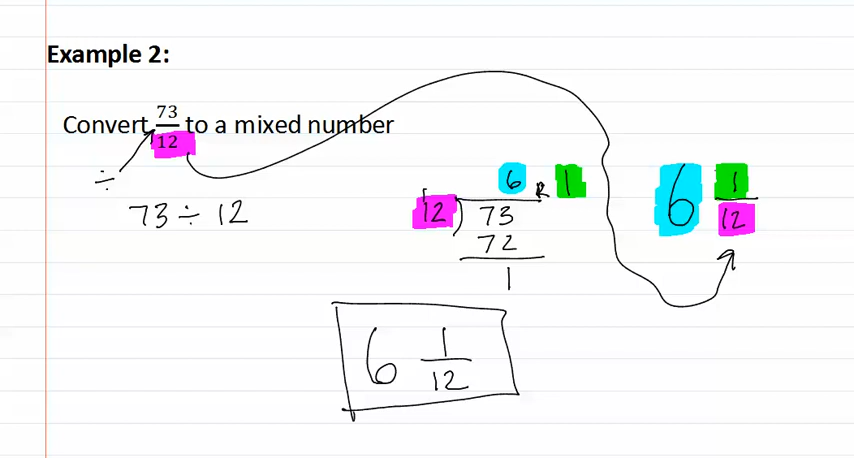 Example 2:
Convert 73/12 to a mixed number
÷
73 ÷ 12
6 R 1
12 ) 73
72
1
6 1/12
6 1/12